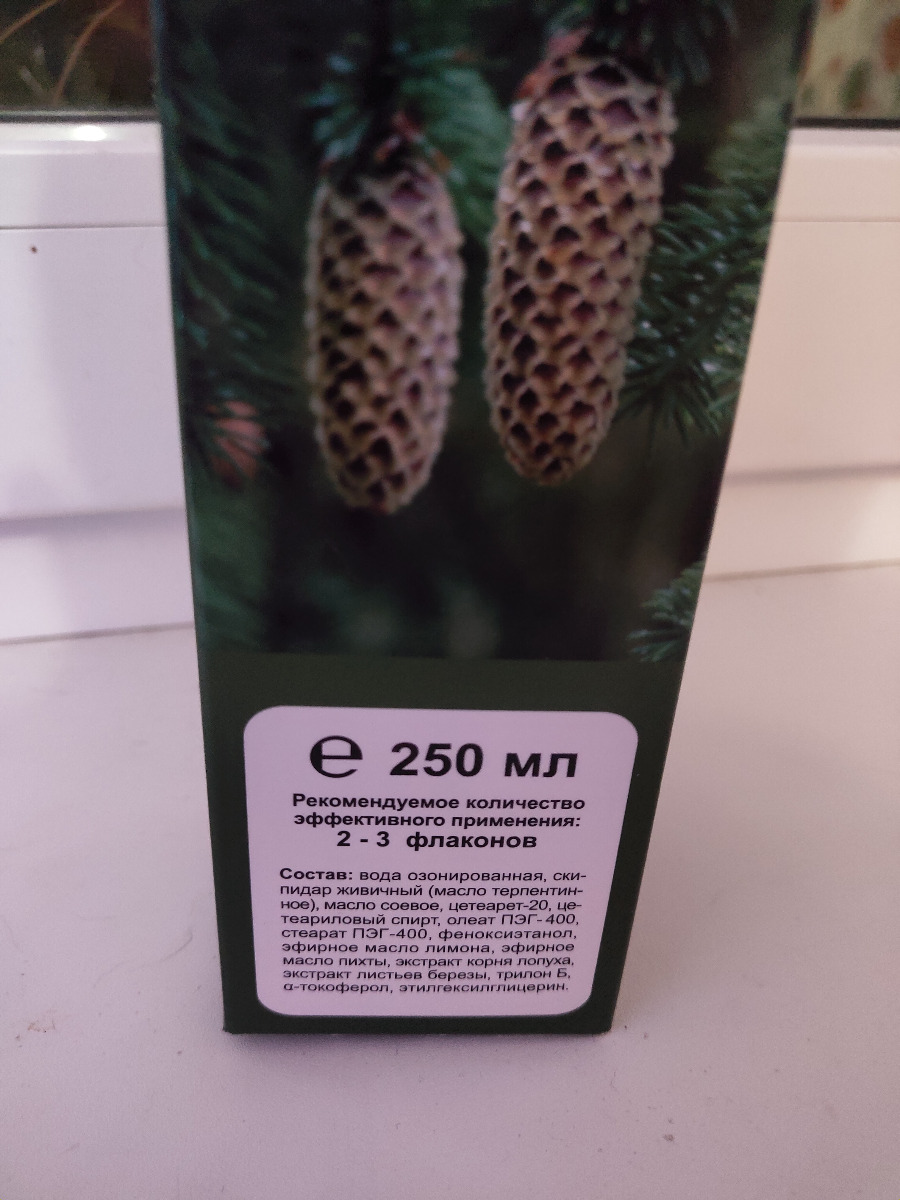 ℮ 250 мл
Рекомендуемое количество
эффективного применения:
2 - 3 флаконов
Состав: вода озонированная, ски-
пидар живичный (масло терпентин-
ное), масло соевое, цетеарет-20, це-
теариловый спирт, олеат ПЭГ-400,
стеарат ПЭГ-400, феноксиэтанол,
эфирное масло лимона, эфирное
масло пихты, экстракт корня лопуха,
экстракт листьев березы, трилон Б,
α-токоферол, этилгексилглицерин.